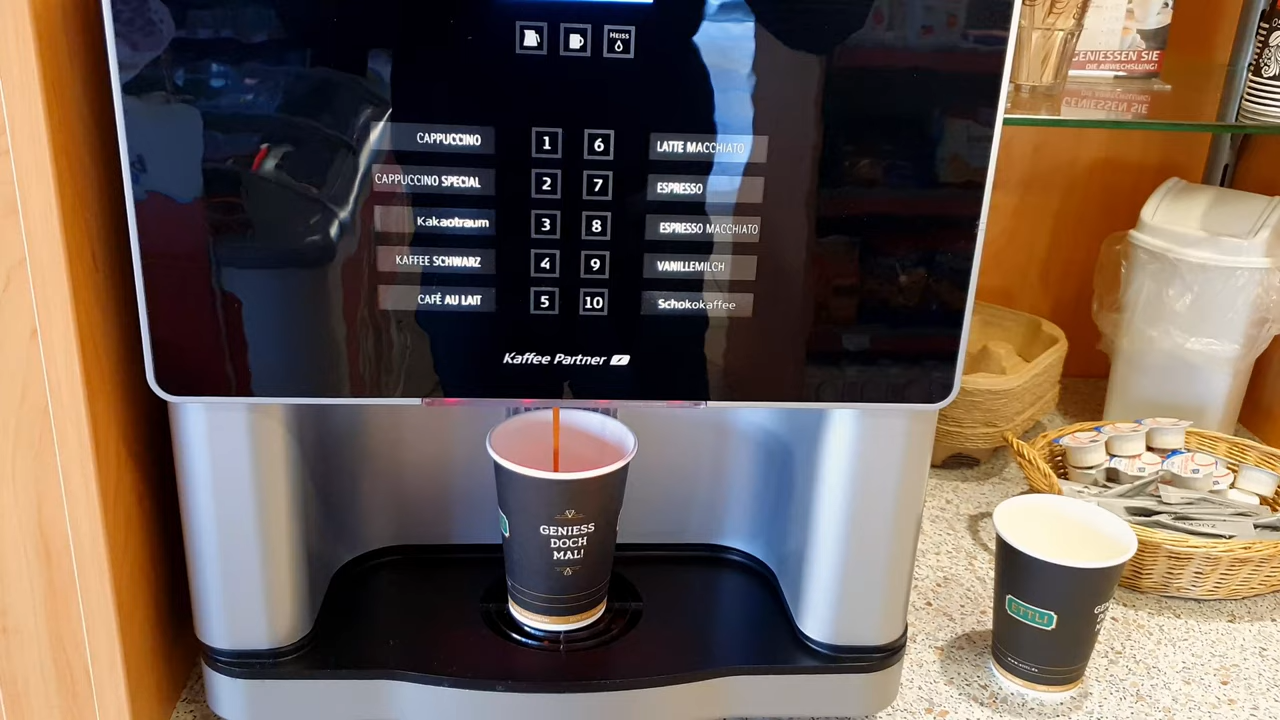 HEISS
CAPPUCCINO
1
6
LATTE MACCHIATO
CAPPUCCINO SPECIAL
2
7
ESPRESSO
Kakaotraum
3
8
ESPRESSO MACCHIATO
KAFFEE SCHWARZ
4
9
VANILLEMILCH
CAFÉ AU LAIT
5
10
Schokokaffee
Kaffee Partner
GENIESS
DOCH
MAL!
GENIESSEN SIE
DIE ABWECHSLUNG!
ETTLI